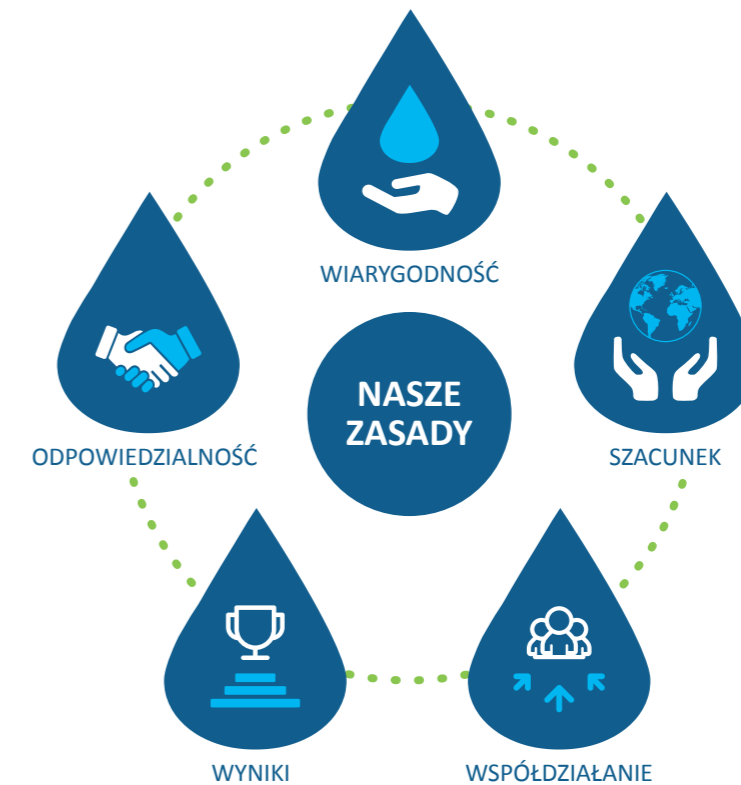 WIARYGODNOŚĆ
NASZE
ZASADY
ODPOWIEDZIALNOŚĆ
SZACUNEK
WYNIKI
WSPÓŁDZIAŁANIE